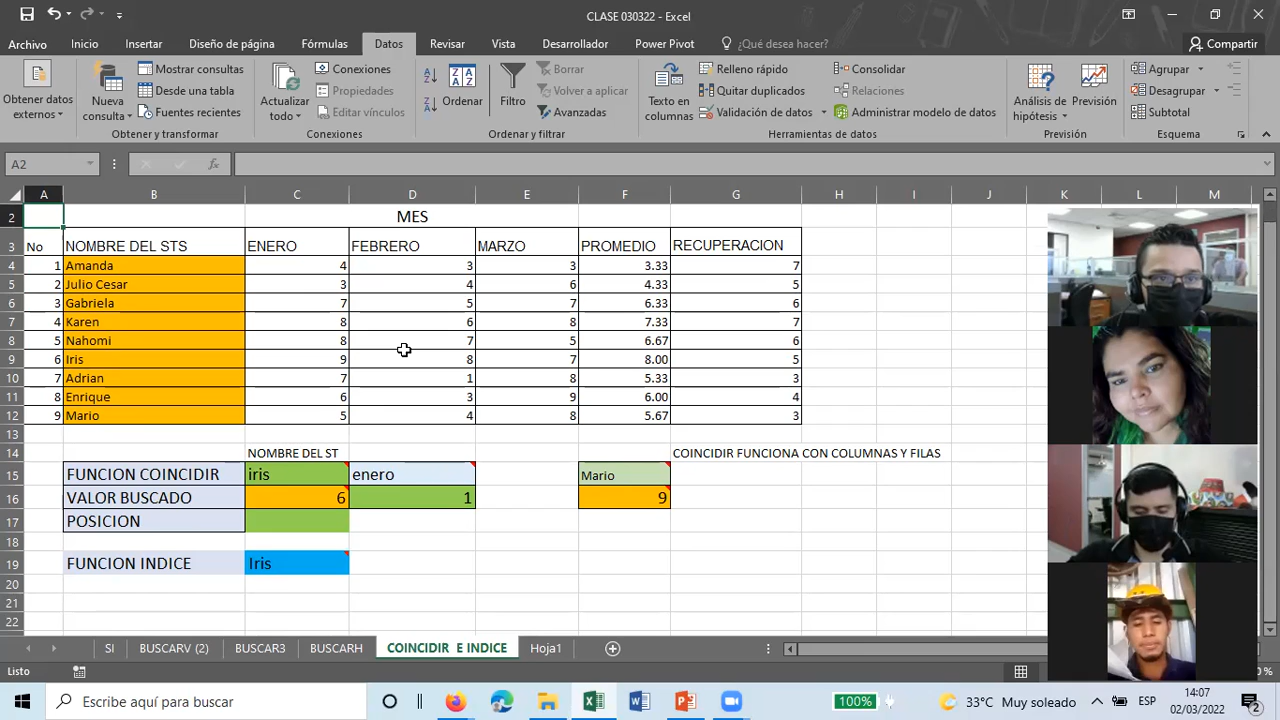 CLASE 030322 - Excel
Archivo Inicio Insertar Diseño de página Fórmulas Datos Revisar Vista Desarrollador Power Pivot ¿Qué desea hacer? Compartir
Obtener datos externos
Nueva consulta
Mostrar consultas
Desde una tabla
Fuentes recientes
Obtener y transformar
Actualizar todo
Conexiones
Propiedades
Editar vínculos
Conexiones
Ordenar
Filtro
Borrar
Volver a aplicar
Avanzadas
Ordenar y filtrar
Texto en columnas
Relleno rápido
Quitar duplicados
Validación de datos
Consolidar
Relaciones
Administrar modelo de datos
Herramientas de datos
Análisis de hipótesis
Previsión
Previsión
Agrupar
Desagrupar
Subtotal
Esquema
A2 fx
A B C D E F G H I J K L M
2 MES
3 No NOMBRE DEL STS ENERO FEBRERO MARZO PROMEDIO RECUPERACION
4 1 Amanda 4 3 3 3.33 7
5 2 Julio Cesar 3 4 6 4.33 5
6 3 Gabriela 7 5 7 6.33 6
7 4 Karen 8 6 8 7.33 7
8 5 Nahomi 8 7 5 6.67 6
9 6 Iris 9 8 7 8.00 5
10 7 Adrian 7 1 8 5.33 3
11 8 Enrique 6 3 9 6.00 4
12 9 Mario 5 4 8 5.67 3
13
14 NOMBRE DEL ST COINCIDIR FUNCIONA CON COLUMNAS Y FILAS
15 FUNCION COINCIDIR iris enero Mario
16 VALOR BUSCADO 6 1 9
17 POSICION
18
19 FUNCION INDICE Iris
20
21
22
SI BUSCARV (2) BUSCAR3 BUSCARH COINCIDIR E INDICE Hoja1
Listo
Escribe aquí para buscar 100% 33°C Muy soleado ESP 14:07
02/03/2022 2